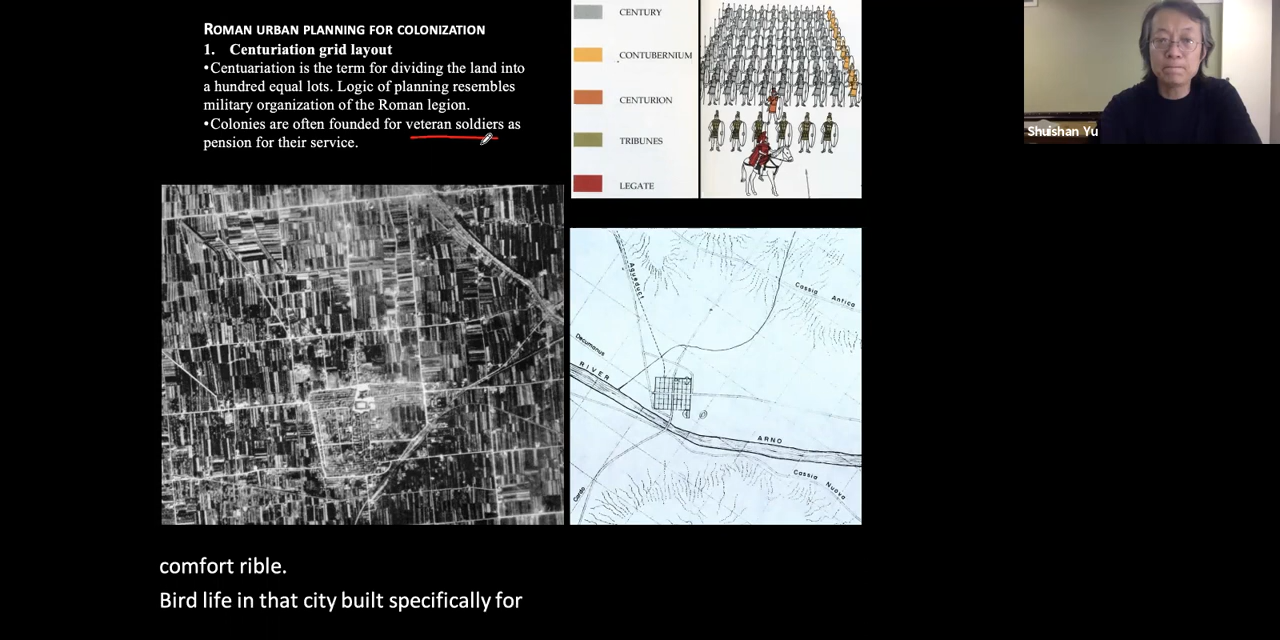 ROMAN URBAN PLANNING FOR COLONIZATION
1. Centuriation grid layout
•Centuariation is the term for dividing the land into
a hundred equal lots. Logic of planning resembles
military organization of the Roman legion.
•Colonies are often founded for veteran soldiers as
pension for their service.
CENTURY
CONTUBERNIUM
CENTURION
TRIBUNES
LEGATE
Shuishan Yu
Aqueduct
Cassia Antica
Decumanus
RIVER
ARNO
Cassia Nuova
Cardo
comfort rible.
Bird life in that city built specifically for